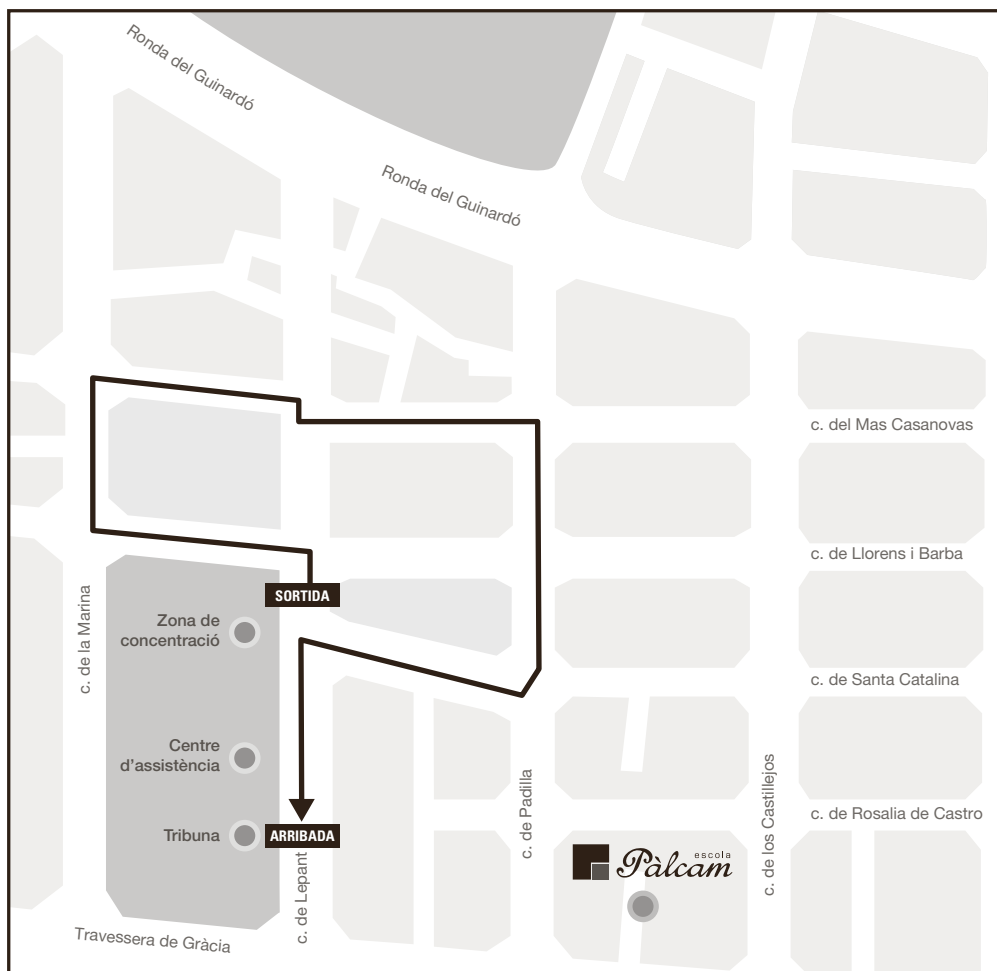 Ronda del Guinardó
Ronda del Guinardó
c. del Mas Casanovas
c. de Llorens i Barba
SORTIDA
Zona de
concentració
c. de la Marina
c. de Santa Catalina
Centre
d’assistència
c. de Padilla
c. de los Castillejos
c. de Rosalia de Castro
Tribuna
ARRIBADA
c. de Lepant
escola
Pàlcam
Travessera de Gràcia